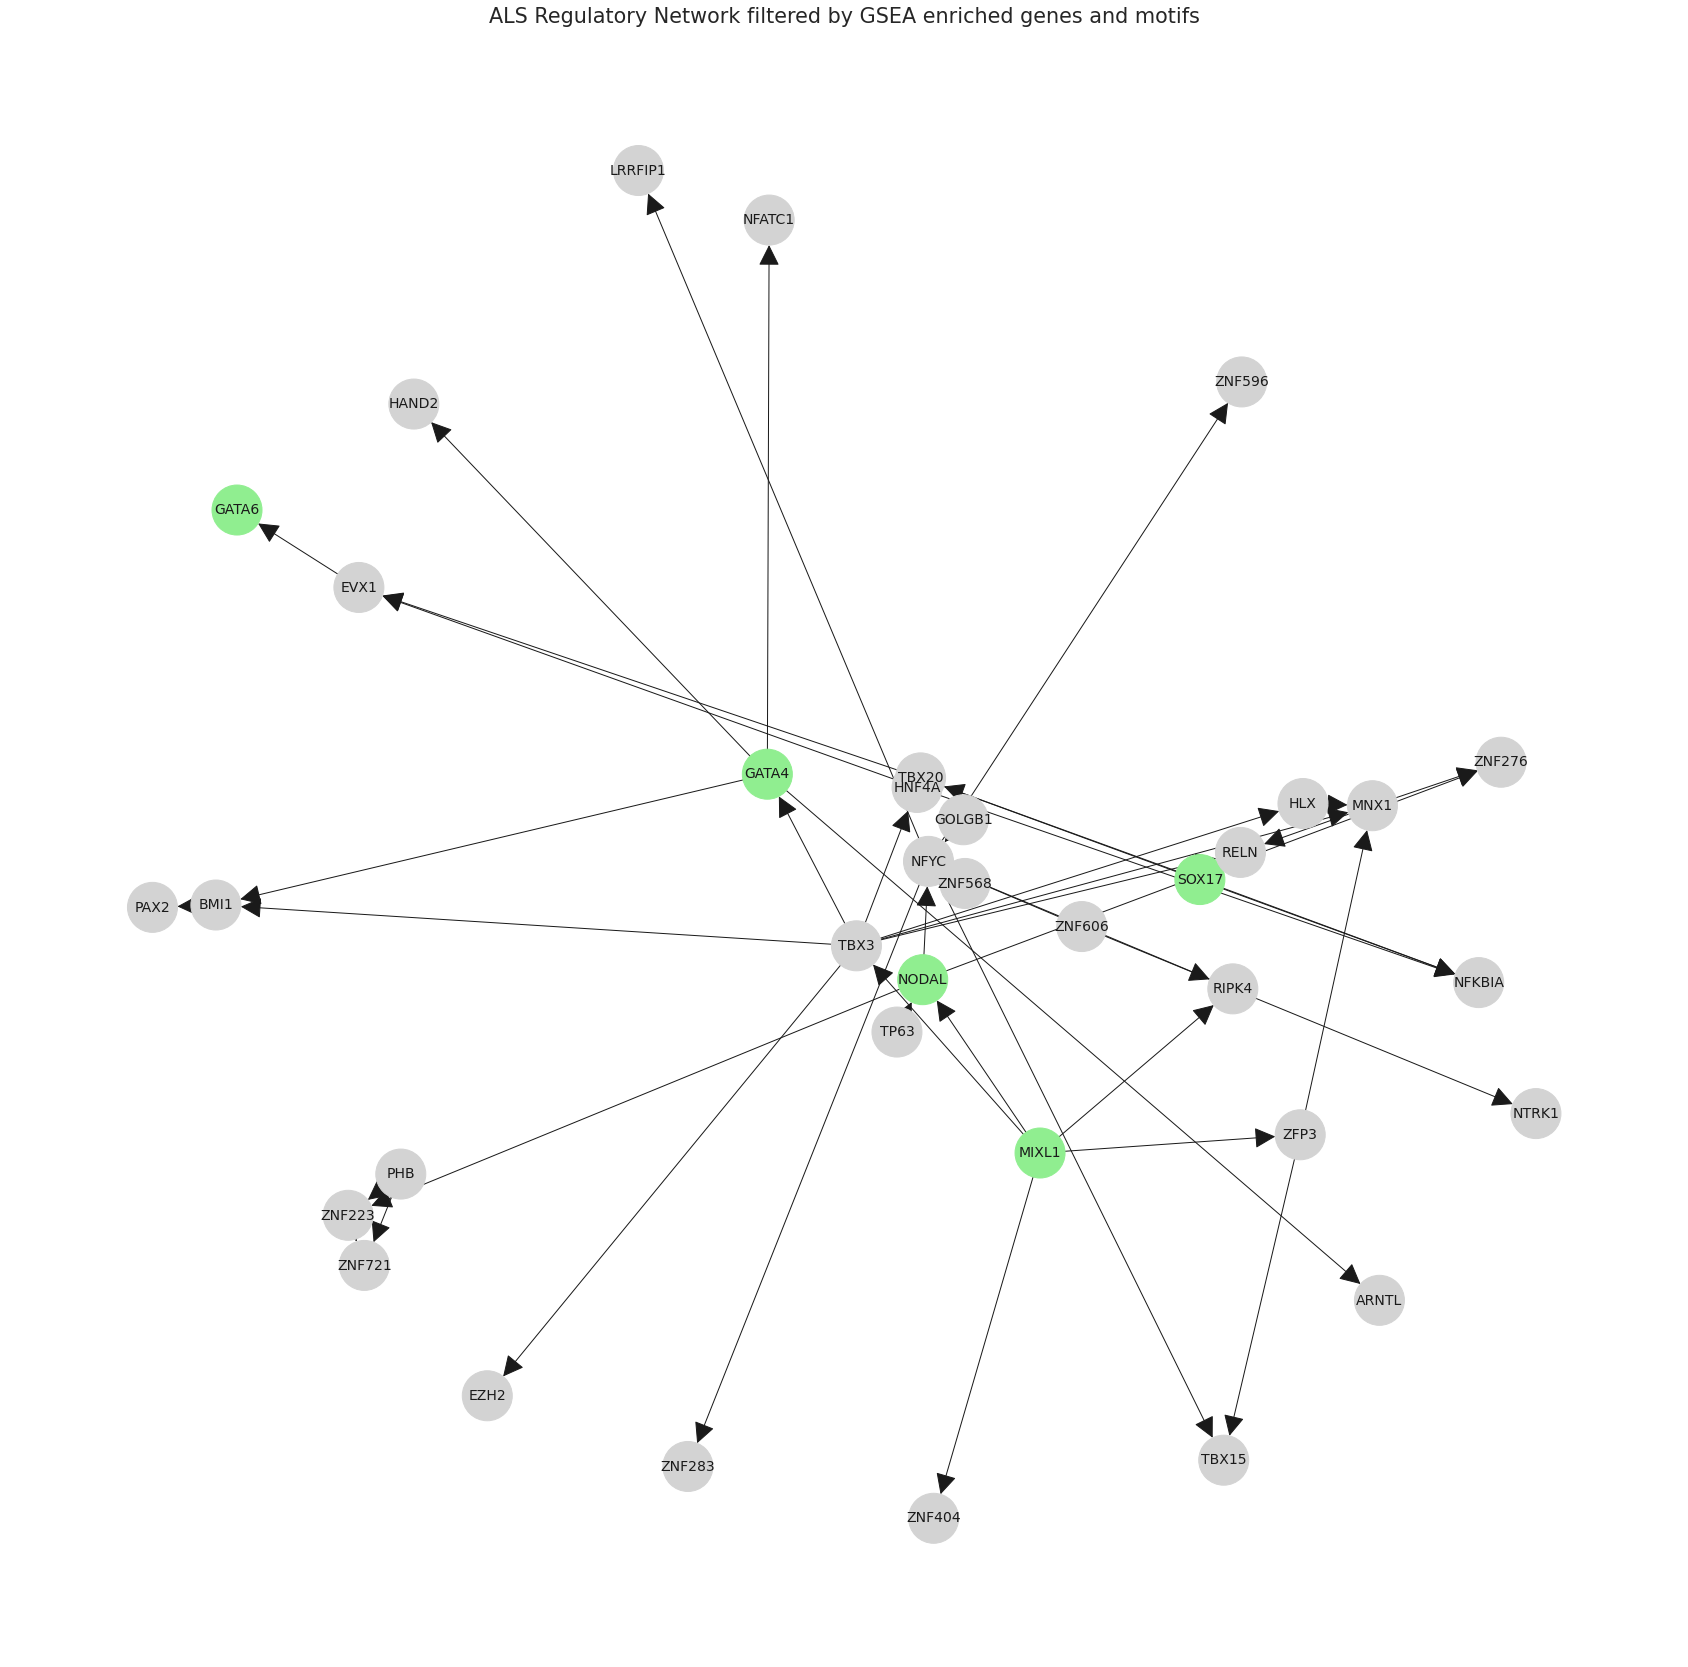 ALS Regulatory Network filtered by GSEA enriched genes and motifs
LRRFIP1
NFATC1
ZNF596
HAND2
GATA6
EVX1
ZNF276
GATA4
TBX20
HNF4A
HLX
MNX1
GOLGB1
RELN
NFYC
SOX17
ZNF568
PAX2
BMI1
ZNF606
TBX3
NODAL
NFKBIA
RIPK4
TP63
NTRK1
ZFP3
MIXL1
PHB
ZNF223
ZNF721
ARNTL
EZH2
TBX15
ZNF283
ZNF404